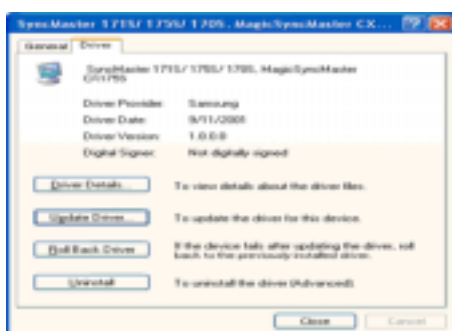 SyncMaster 171S/ 175S/ 170S, MagicSyncMaster CX...
General Driver
SyncMaster 171S/ 175S/ 170S, MagicSyncMaster
CX175S
Driver Provider: Samsung
Driver Date: 9/11/2001
Driver Version: 1.0.0.0
Digital Signer: Not digitally signed
Driver Details... To view details about the driver files.
Update Driver... To update the driver for this device.
Roll Back Driver If the device fails after updating the driver, roll
back to the previously installed driver.
Uninstall To uninstall the driver (Advanced).
Close Cancel